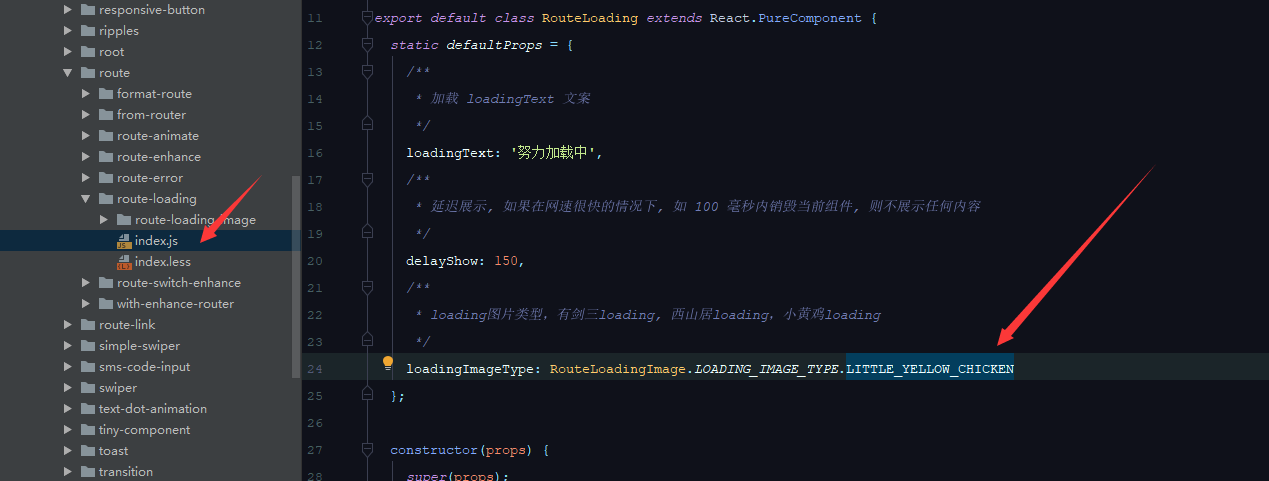 responsive-button
ripples
root
route
format-route
from-router
route-animate
route-enhance
route-error
route-loading
route-loading-image
index.js
index.less
route-switch-enhance
with-enhance-router
route-link
simple-swiper
sms-code-input
swiper
text-dot-animation
tiny-component
toast
transition
11 export default class RouteLoading extends React.PureComponent {
12 static defaultProps = {
13 /**
14 * 加载 loadingText 文案
15 */
16 loadingText: '努力加载中',
17 /**
18 * 延迟展示, 如果在网速很快的情况下, 如 100 毫秒内销毁当前组件, 则不展示任何内容
19 */
20 delayShow: 150,
21 /**
22 * loading图片类型，有剑三loading, 西山居loading，小黄鸡loading
23 */
24 loadingImageType: RouteLoadingImage.LOADING_IMAGE_TYPE.LITTLE_YELLOW_CHICKEN
25 };
26
27 constructor(props) {
28 super(props);